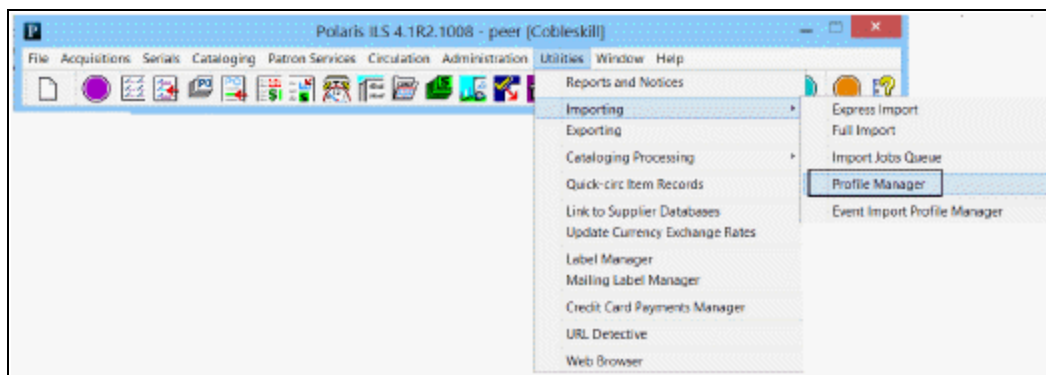 Polaris ILS 4.1R2.1008 - peer [Cobleskill]
File Acquisitions Serials Cataloging Patron Services Circulation Administration Utilities Window Help
Reports and Notices
Importing
Exporting
Cataloging Processing
Quick-circ Item Records
Link to Supplier Databases
Update Currency Exchange Rates
Label Manager
Mailing Label Manager
Credit Card Payments Manager
URL Detective
Web Browser
Express Import
Full Import
Import Jobs Queue
Profile Manager
Event Import Profile Manager